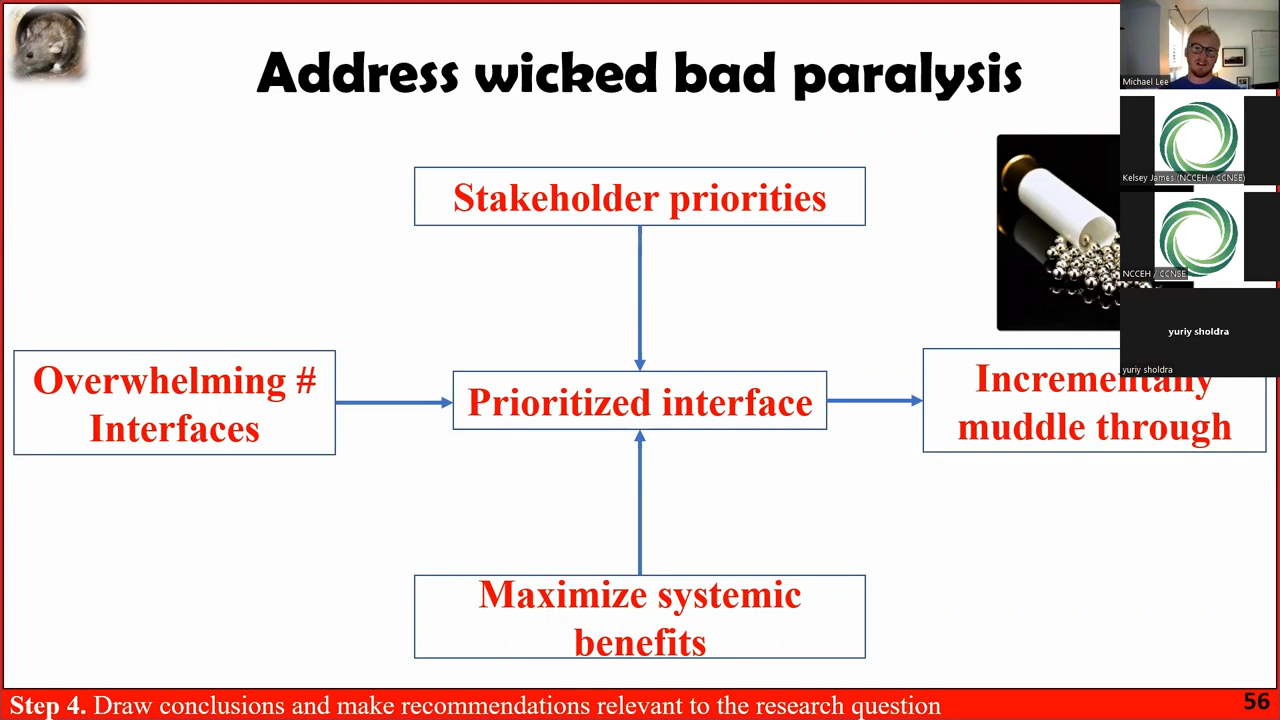 Address wicked bad paralysis
Michael Lee
Kelsey James (NCCEH / CCNSE)
Stakeholder priorities
NCCEH / CCNSE
yuriy sholdra
yuriy sholdra
Overwhelming #
Interfaces
Prioritized interface
Incrementally
muddle through
Maximize systemic
benefits
Step 4. Draw conclusions and make recommendations relevant to the research question
56